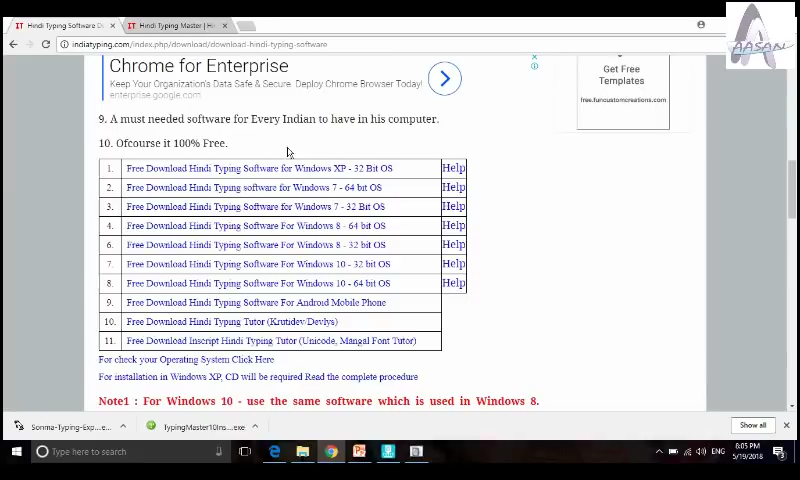 Hindi Typing Software Do
Hindi Typing Master | Hi
indiatyping.com/index.php/download/download-hindi-typing-software
AASAN
Chrome for Enterprise
Keep Your Organization's Data Safe & Secure. Deploy Chrome Browser Today!
enterprise.google.com
Get Free
Templates
free.funcustomcreations.com
9. A must needed software for Every Indian to have in his computer.
10. Ofcourse it 100% Free.
1. Free Download Hindi Typing Software for Windows XP - 32 Bit OS Help
2. Free Download Hindi Typing software for Windows 7 - 64 bit OS Help
3. Free Download Hindi Typing Software for Windows 7 - 32 bit OS Help
4. Free Download Hindi Typing Software For Windows 8 - 64 bit OS Help
6. Free Download Hindi Typing Software For Windows 8 - 32 bit OS Help
7. Free Download Hindi Typing Software For Windows 10 - 32 bit OS Help
8. Free Download Hindi Typing Software For Windows 10 - 64 bit OS Help
9. Free Download Hindi Typing Software For Android Mobile Phone
10. Free Download Hindi Typing Tutor (Krutidev/Devlys)
11. Free Download Inscript Hindi Typing Tutor (Unicode, Mangal Font Tutor)
For check your Operating System Click Here
For installation in Windows XP, CD will be required Read the complete procedure
Note1 : For Windows 10 - use the same software which is used in Windows 8.
Sonma-Typing-Exp....e...
TypingMaster10Ins....exe
Show all
Type here to search
ENG
8:05 PM
5/19/2018